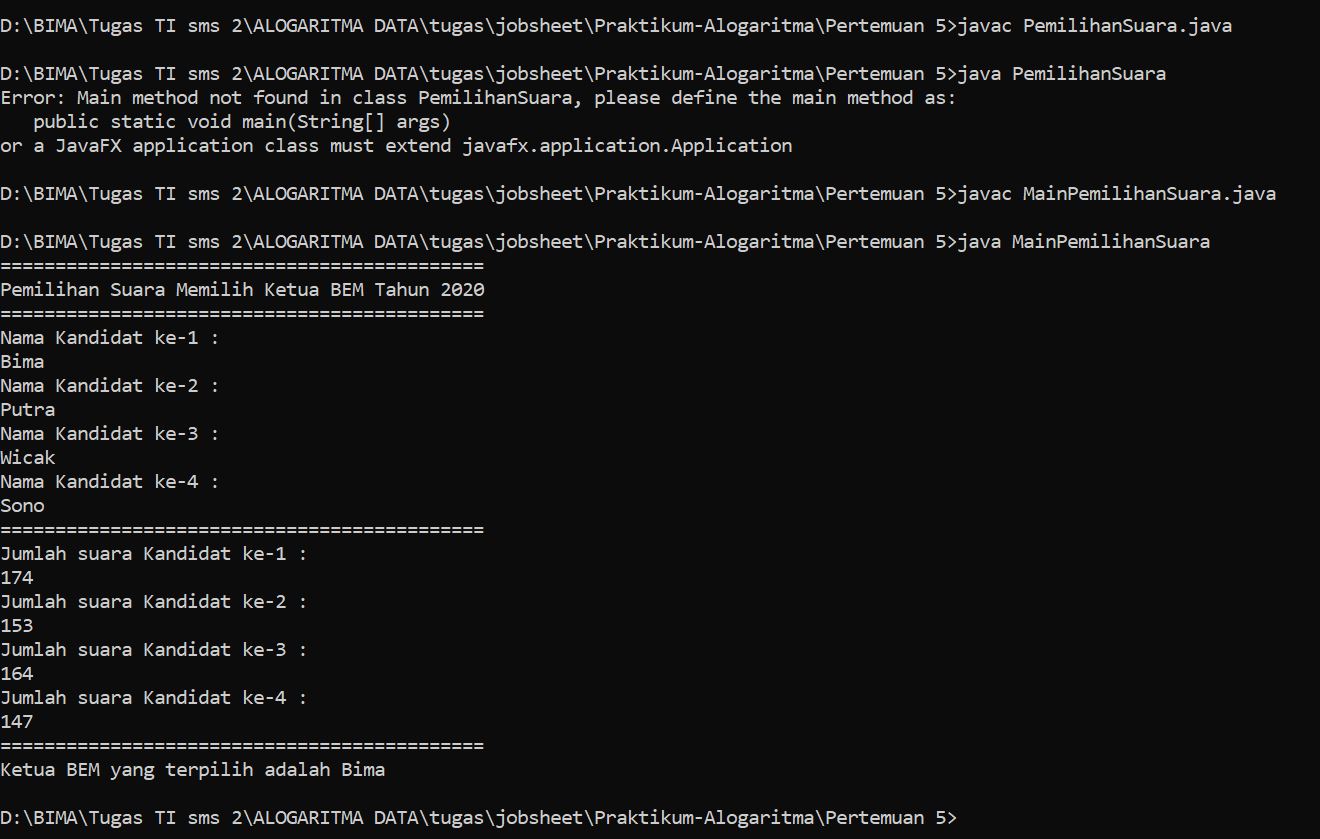 D:\BIMA\Tugas TI sms 2\ALOGARITMA DATA\tugas\jobsheet\Praktikum-Alogaritma\Pertemuan 5>javac PemilihanSuara.java
D:\BIMA\Tugas TI sms 2\ALOGARITMA DATA\tugas\jobsheet\Praktikum-Alogaritma\Pertemuan 5>java PemilihanSuara
Error: Main method not found in class PemilihanSuara, please define the main method as:
   public static void main(String[] args)
or a JavaFX application class must extend javafx.application.Application
D:\BIMA\Tugas TI sms 2\ALOGARITMA DATA\tugas\jobsheet\Praktikum-Alogaritma\Pertemuan 5>javac MainPemilihanSuara.java
D:\BIMA\Tugas TI sms 2\ALOGARITMA DATA\tugas\jobsheet\Praktikum-Alogaritma\Pertemuan 5>java MainPemilihanSuara
============================================
Pemilihan Suara Memilih Ketua BEM Tahun 2020
============================================
Nama Kandidat ke-1 :
Bima
Nama Kandidat ke-2 :
Putra
Nama Kandidat ke-3 :
Wicak
Nama Kandidat ke-4 :
Sono
============================================
Jumlah suara Kandidat ke-1 :
174
Jumlah suara Kandidat ke-2 :
153
Jumlah suara Kandidat ke-3 :
164
Jumlah suara Kandidat ke-4 :
147
============================================
Ketua BEM yang terpilih adalah Bima
D:\BIMA\Tugas TI sms 2\ALOGARITMA DATA\tugas\jobsheet\Praktikum-Alogaritma\Pertemuan 5>